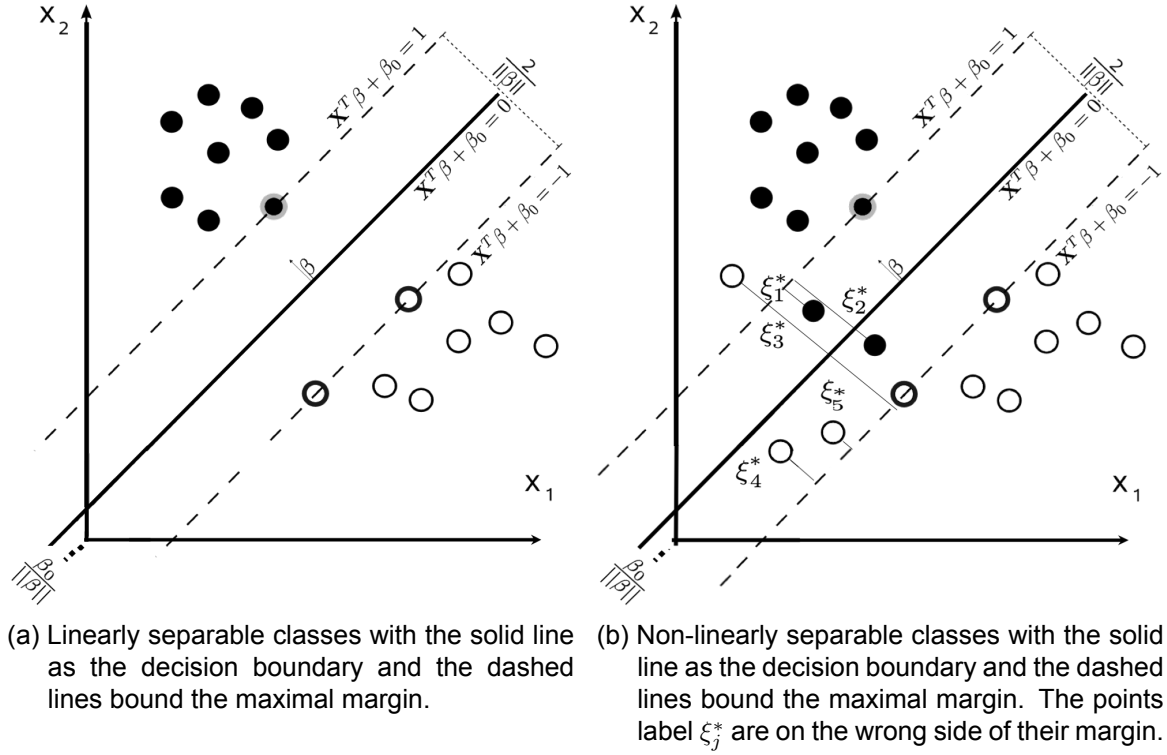 X₂
Xᵀβ + β₀ = 1
2/||β||
Xᵀβ + β₀ = 0
Xᵀβ + β₀ = −1
β
X₁
β₀/||β||
(a) Linearly separable classes with the solid line
as the decision boundary and the dashed
lines bound the maximal margin.
X₂
Xᵀβ + β₀ = 1
2/||β||
Xᵀβ + β₀ = 0
Xᵀβ + β₀ = −1
β
ξ₁*
ξ₂*
ξ₃*
ξ₅*
ξ₄*
X₁
β₀/||β||
(b) Non-linearly separable classes with the solid
line as the decision boundary and the dashed
lines bound the maximal margin. The points
label ξⱼ* are on the wrong side of their margin.